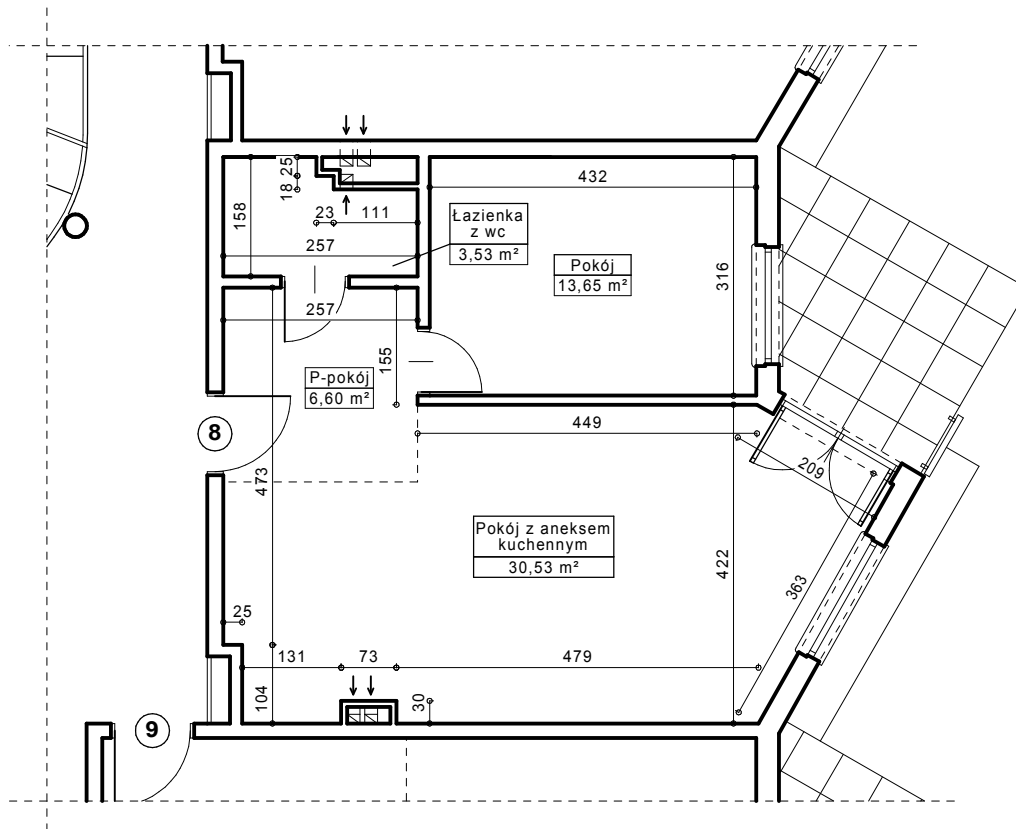 25
18
158
23
111
257
Łazienka
z wc
3,53 m²
432
Pokój
13,65 m²
316
257
155
P-pokój
6,60 m²
8
449
209
473
Pokój z aneksem
kuchennym
30,53 m²
422
363
25
131
73
479
104
30
9